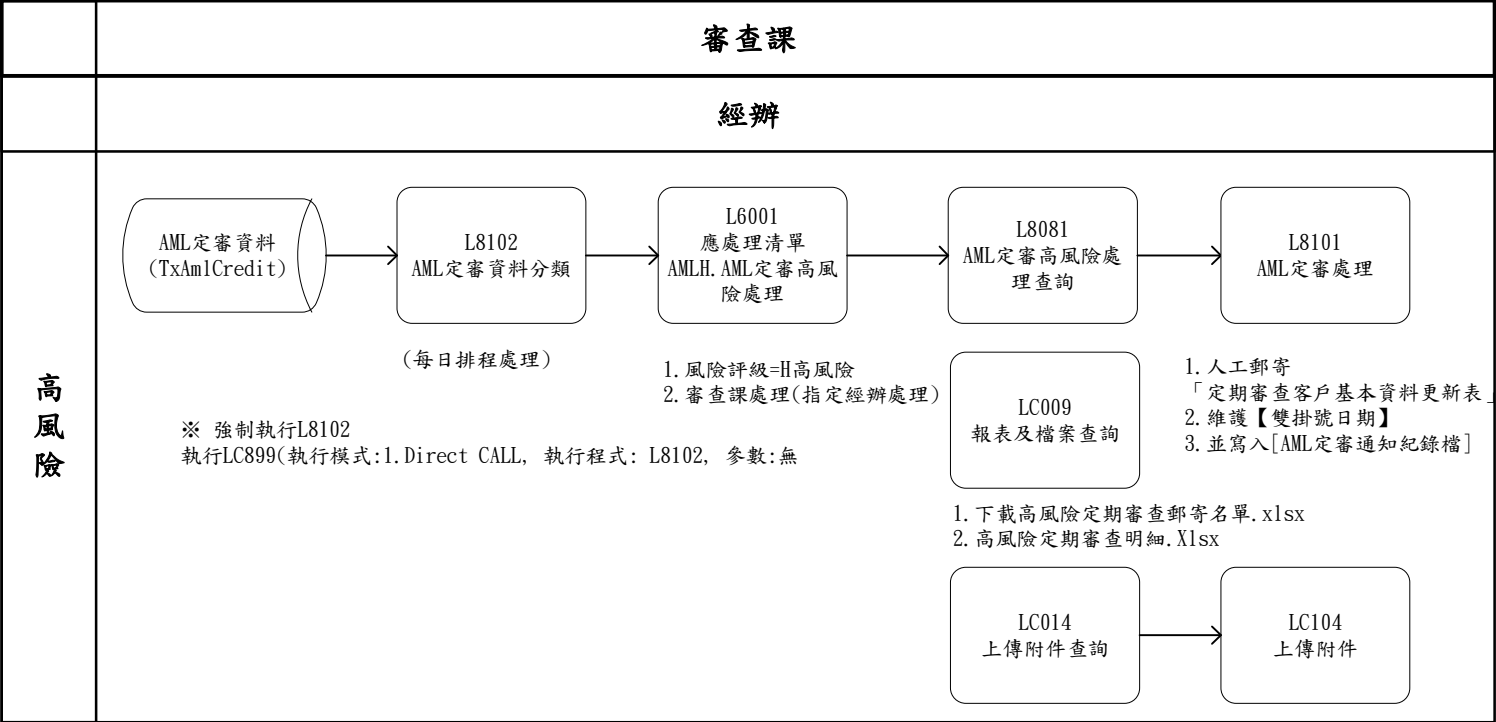 審查課
經辦
高
風
險
AML定審資料
(TxAmlCredit)
L8102
AML定審資料分類
(每日排程處理)
L6001
應處理清單
AMLH.AML定審高風
險處理
1.風險評級=H高風險
2.審查課處理(指定經辦處理)
L8081
AML定審高風險處
理查詢
L8101
AML定審處理
1.人工郵寄
「定期審查客戶基本資料更新表」
2.維護【雙掛號日期】
3.並寫入[AML定審通知紀錄檔]
※ 強制執行L8102
執行LC899(執行模式:1.Direct CALL, 執行程式: L8102, 參數:無
LC009
報表及檔案查詢
1.下載高風險定期審查郵寄名單.xlsx
2.高風險定期審查明細.Xlsx
LC014
上傳附件查詢
LC104
上傳附件